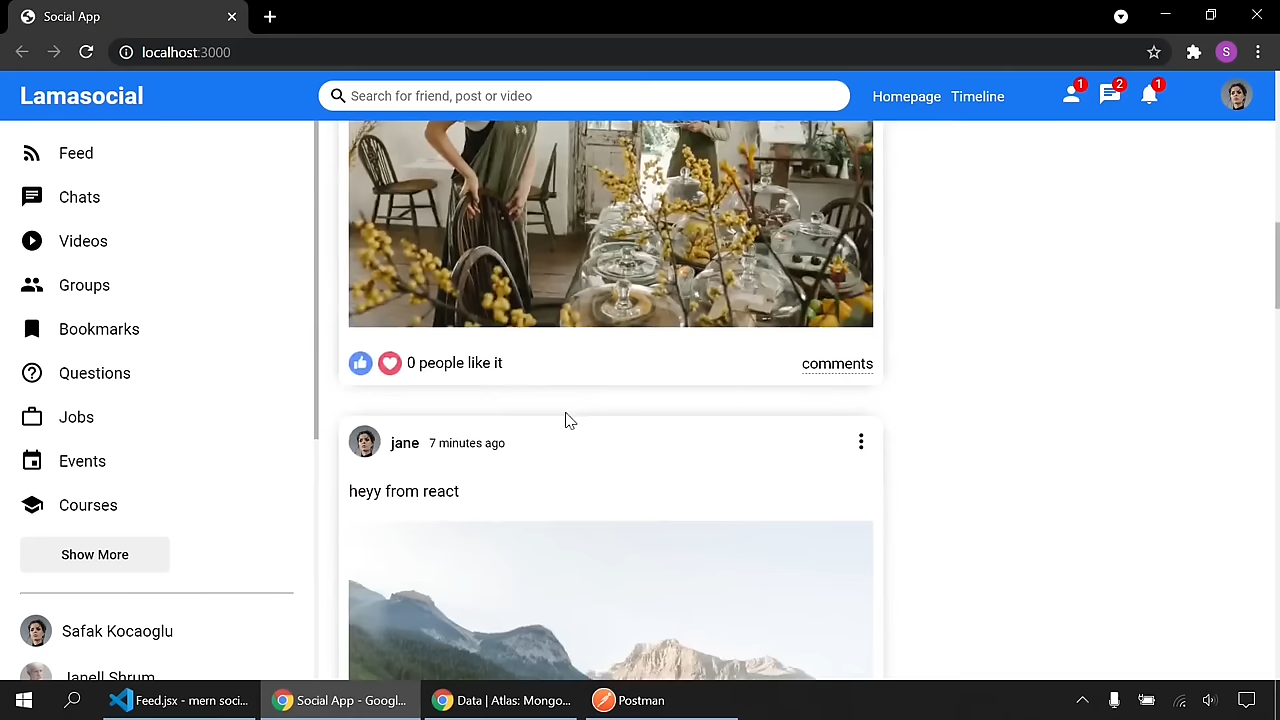 Social App
localhost:3000
S
Lamasocial
Search for friend, post or video
Homepage Timeline
1
2
1
Feed
Chats
Videos
Groups
Bookmarks
Questions
Jobs
Events
Courses
Show More
Safak Kocaoglu
Janell Shrum
0 people like it
comments
jane 7 minutes ago
heyy from react
Feed.jsx - mern soci...
Social App - Googl...
Data | Atlas: Mongo...
Postman